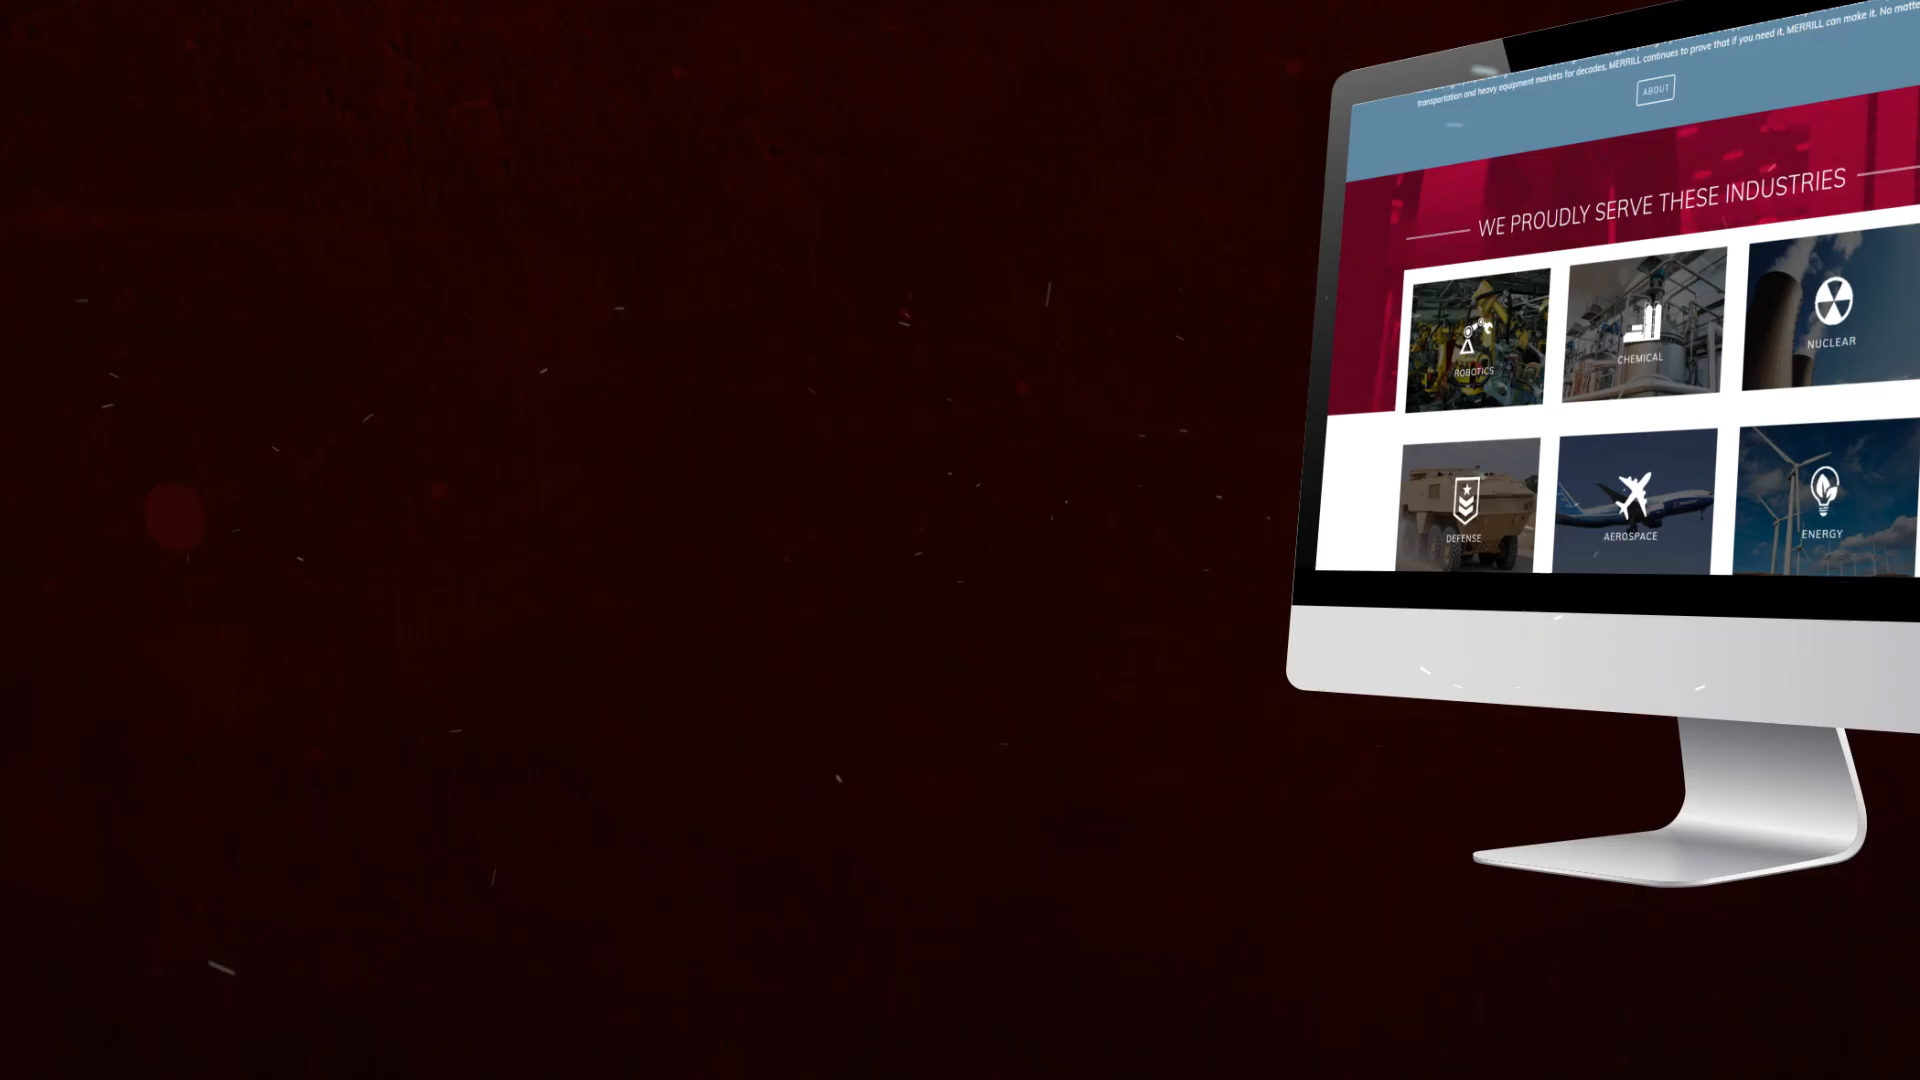 transportation and heavy equipment markets for decades, MERRILL continues to prove that if you need it, MERRILL can make it. No matte
ABOUT
WE PROUDLY SERVE THESE INDUSTRIES
ROBOTICS
CHEMICAL
NUCLEAR
DEFENSE
AEROSPACE
ENERGY